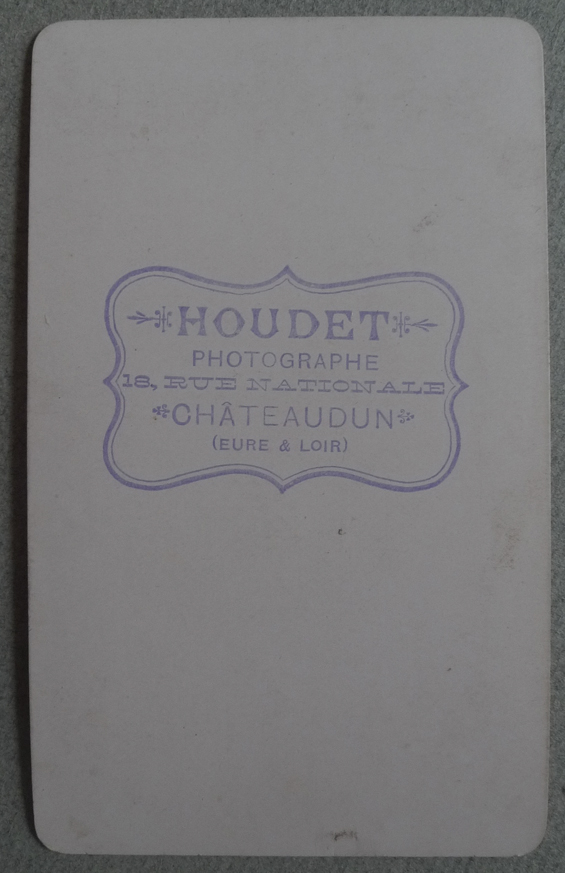 HOUDET
PHOTOGRAPHE
18, RUE NATIONALE
CHÂTEAUDUN
(EURE & LOIR)